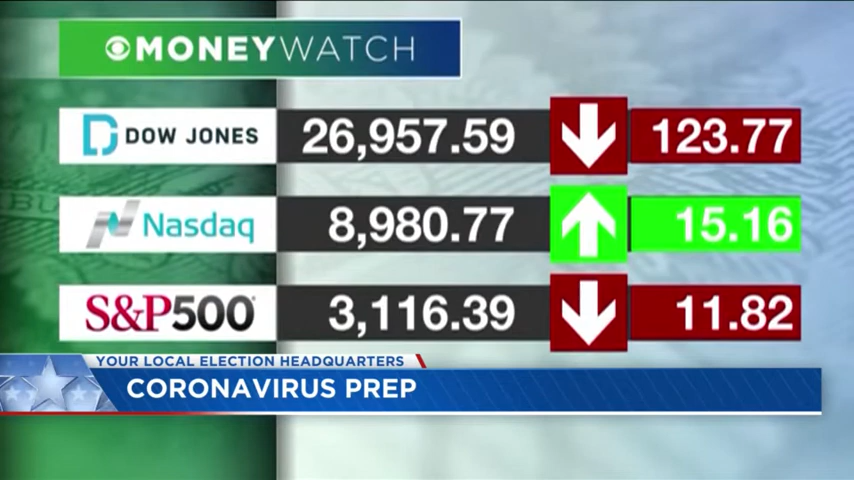 MONEYWATCH
DOW JONES 26,957.59 123.77
Nasdaq 8,980.77 15.16
S&P500 3,116.39 11.82
YOUR LOCAL ELECTION HEADQUARTERS
CORONAVIRUS PREP